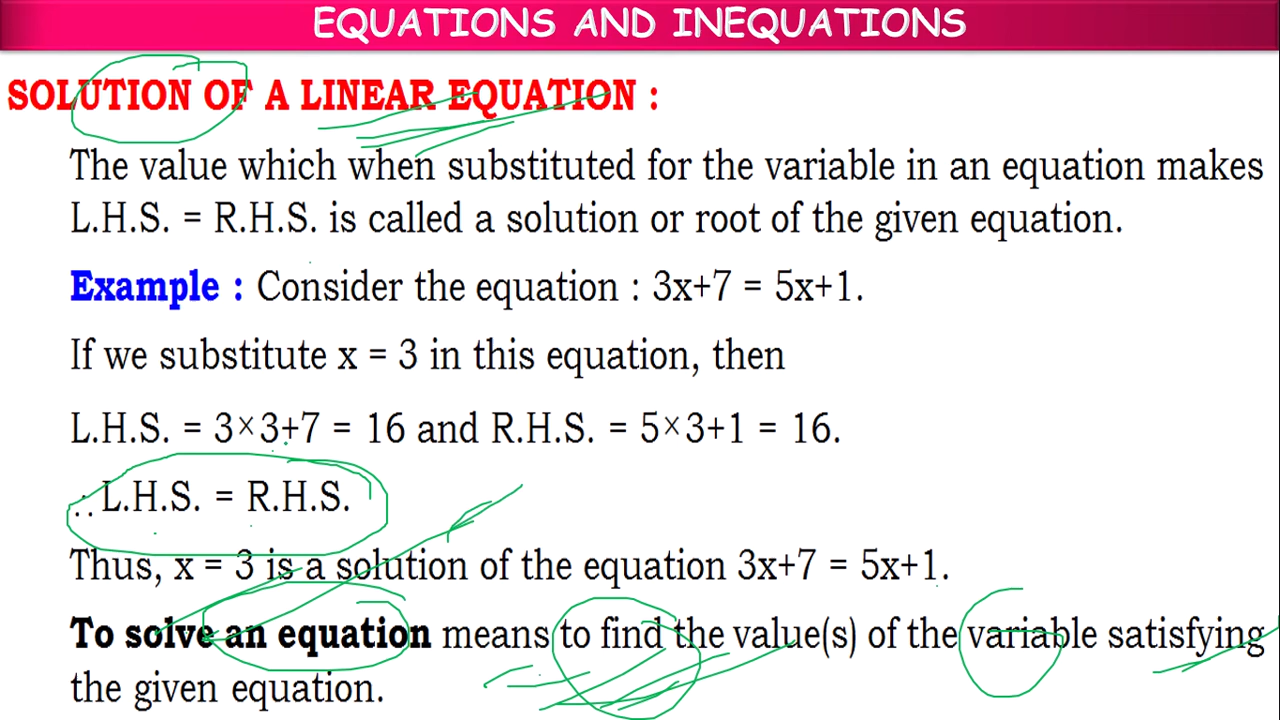 EQUATIONS AND INEQUATIONS
SOLUTION OF A LINEAR EQUATION :
The value which when substituted for the variable in an equation makes
L.H.S. = R.H.S. is called a solution or root of the given equation.
Example : Consider the equation : 3x+7 = 5x+1.
If we substitute x = 3 in this equation, then
L.H.S. = 3×3+7 = 16 and R.H.S. = 5×3+1 = 16.
∴ L.H.S. = R.H.S.
Thus, x = 3 is a solution of the equation 3x+7 = 5x+1.
To solve an equation means to find the value(s) of the variable satisfying
the given equation.